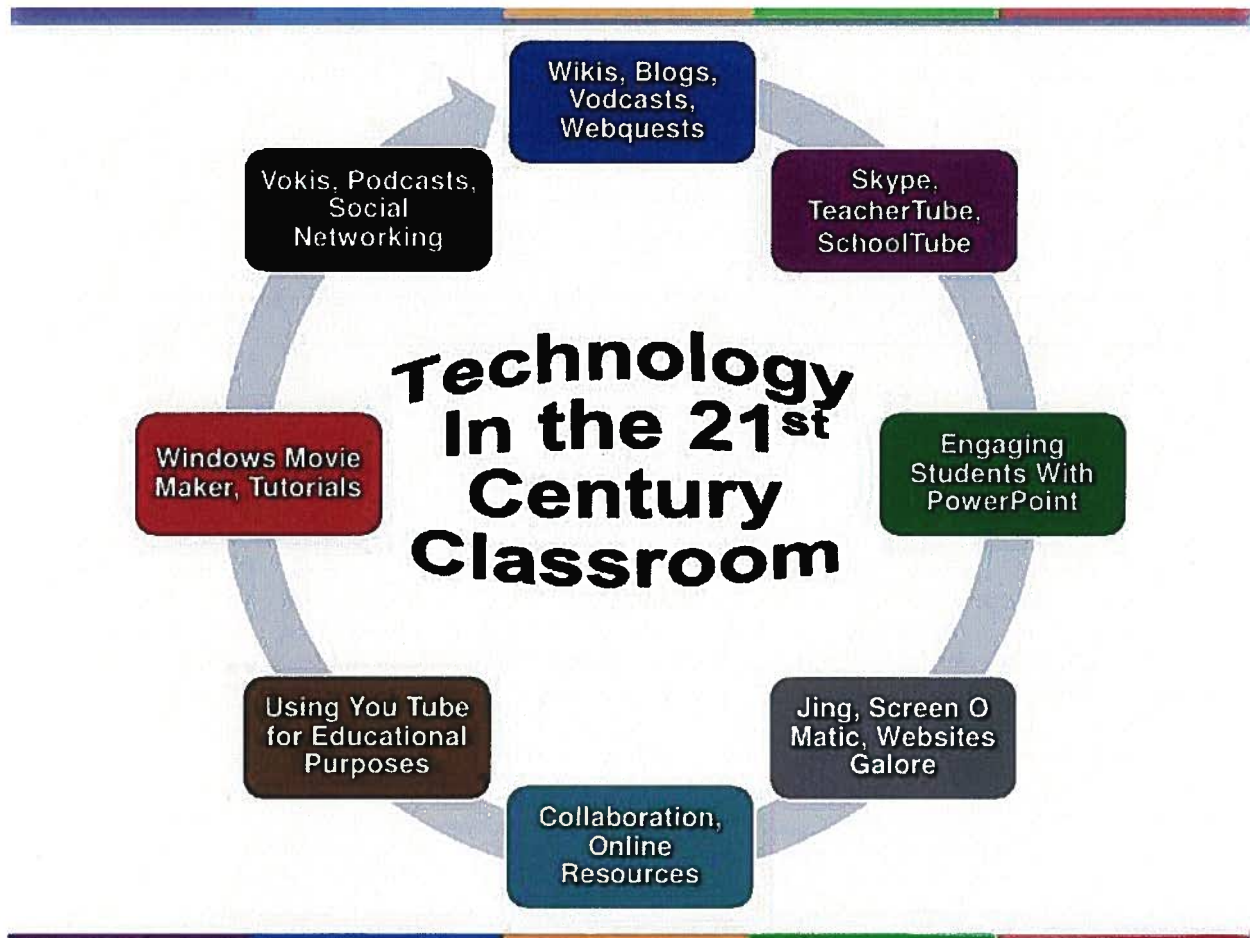 Wikis, Blogs,
Vodcasts,
Webquests
Skype,
TeacherTube,
SchoolTube
Engaging
Students With
PowerPoint
Jing, Screen O
Matic, Websites
Galore
Collaboration,
Online
Resources
Using You Tube
for Educational
Purposes
Windows Movie
Maker, Tutorials
Vokis, Podcasts,
Social
Networking
Technology
In the 21st
Century
Classroom